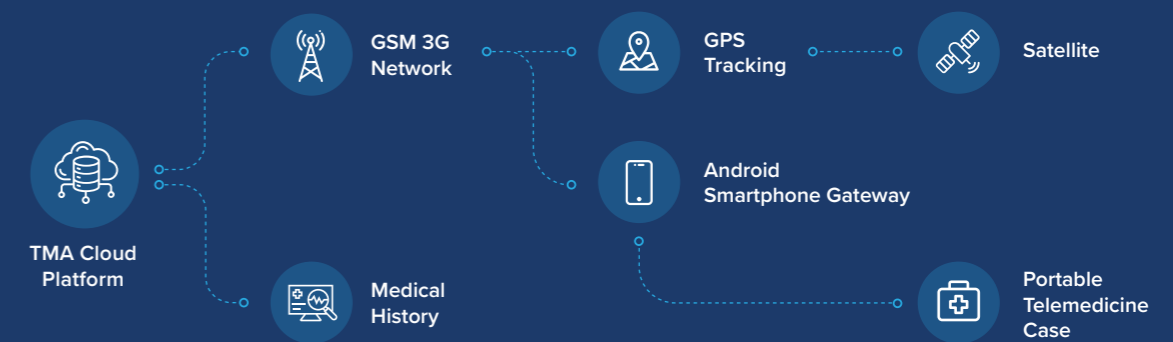 GSM 3G
Network
GPS
Tracking
Satellite
TMA Cloud
Platform
Android
Smartphone Gateway
Medical
History
Portable
Telemedicine
Case